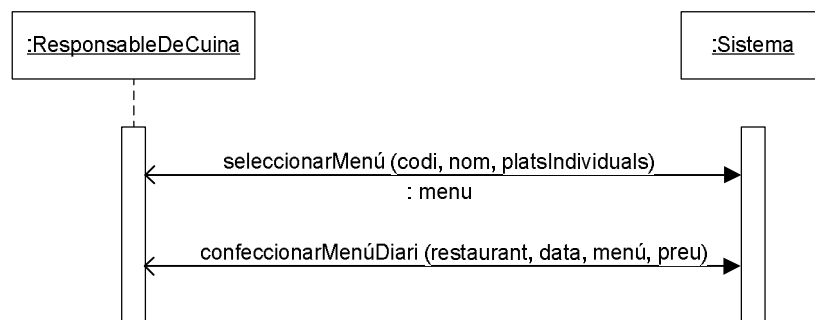 :ResponsableDeCuina
:Sistema
seleccionarMenú (codi, nom, platsIndividuals)
: menu
confeccionarMenúDiari (restaurant, data, menú, preu)